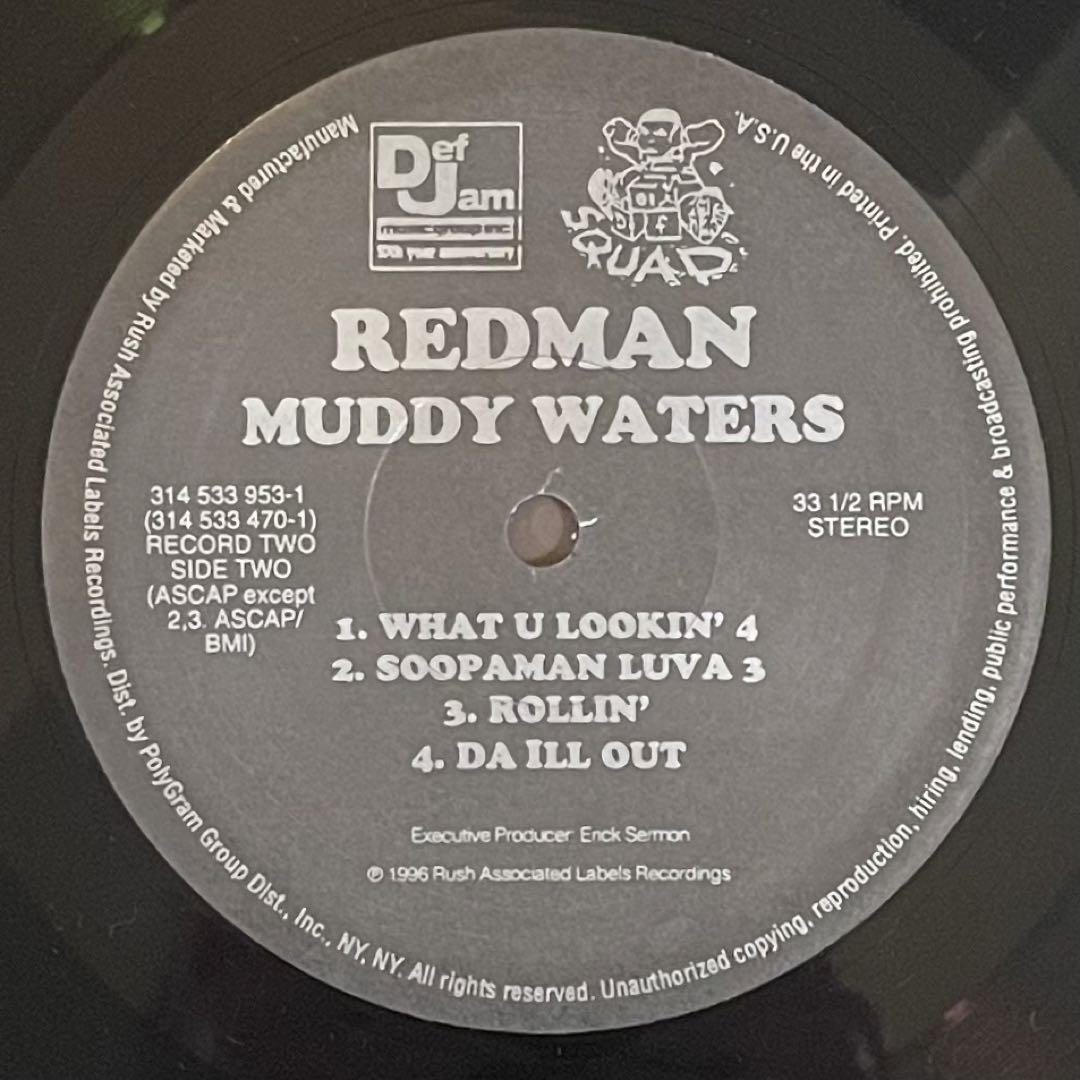 Def
Jam
music group inc.
10th year anniversary
SQUAD
REDMAN
MUDDY WATERS
314 533 953-1
(314 533 470-1)
RECORD TWO
SIDE TWO
(ASCAP except
2,3. ASCAP/
BMI)
33 1/2 RPM
STEREO
1. WHAT U LOOKIN' 4
2. SOOPAMAN LUVA 3
3. ROLLIN'
4. DA ILL OUT
Executive Producer: Erick Sermon
℗ 1996 Rush Associated Labels Recordings
Manufactured & Marketed by Rush Associated Labels Recordings. Dist. by PolyGram Group Dist., Inc., NY, NY. All rights reserved. Unauthorized copying, reproduction, hiring, lending, public performance & broadcasting prohibited. Printed in the U.S.A.